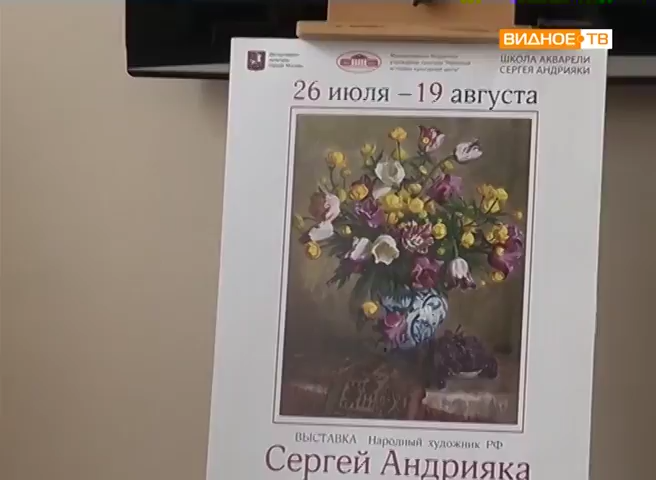 ВИДНОЕ ТВ
ШКОЛА АКВАРЕЛИ
СЕРГЕЯ АНДРИЯКИ
26 июля – 19 августа
ВЫСТАВКА Народный художник РФ
Сергей Андрияка